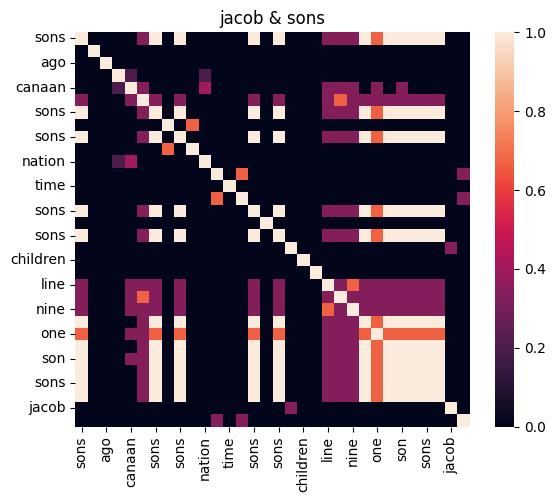 jacob & sons
sons
ago
canaan
sons
sons
nation
time
sons
sons
children
line
nine
one
son
sons
jacob
1.0
0.8
0.6
0.4
0.2
0.0
sons
ago
canaan
sons
sons
nation
time
sons
sons
children
line
nine
one
son
sons
jacob